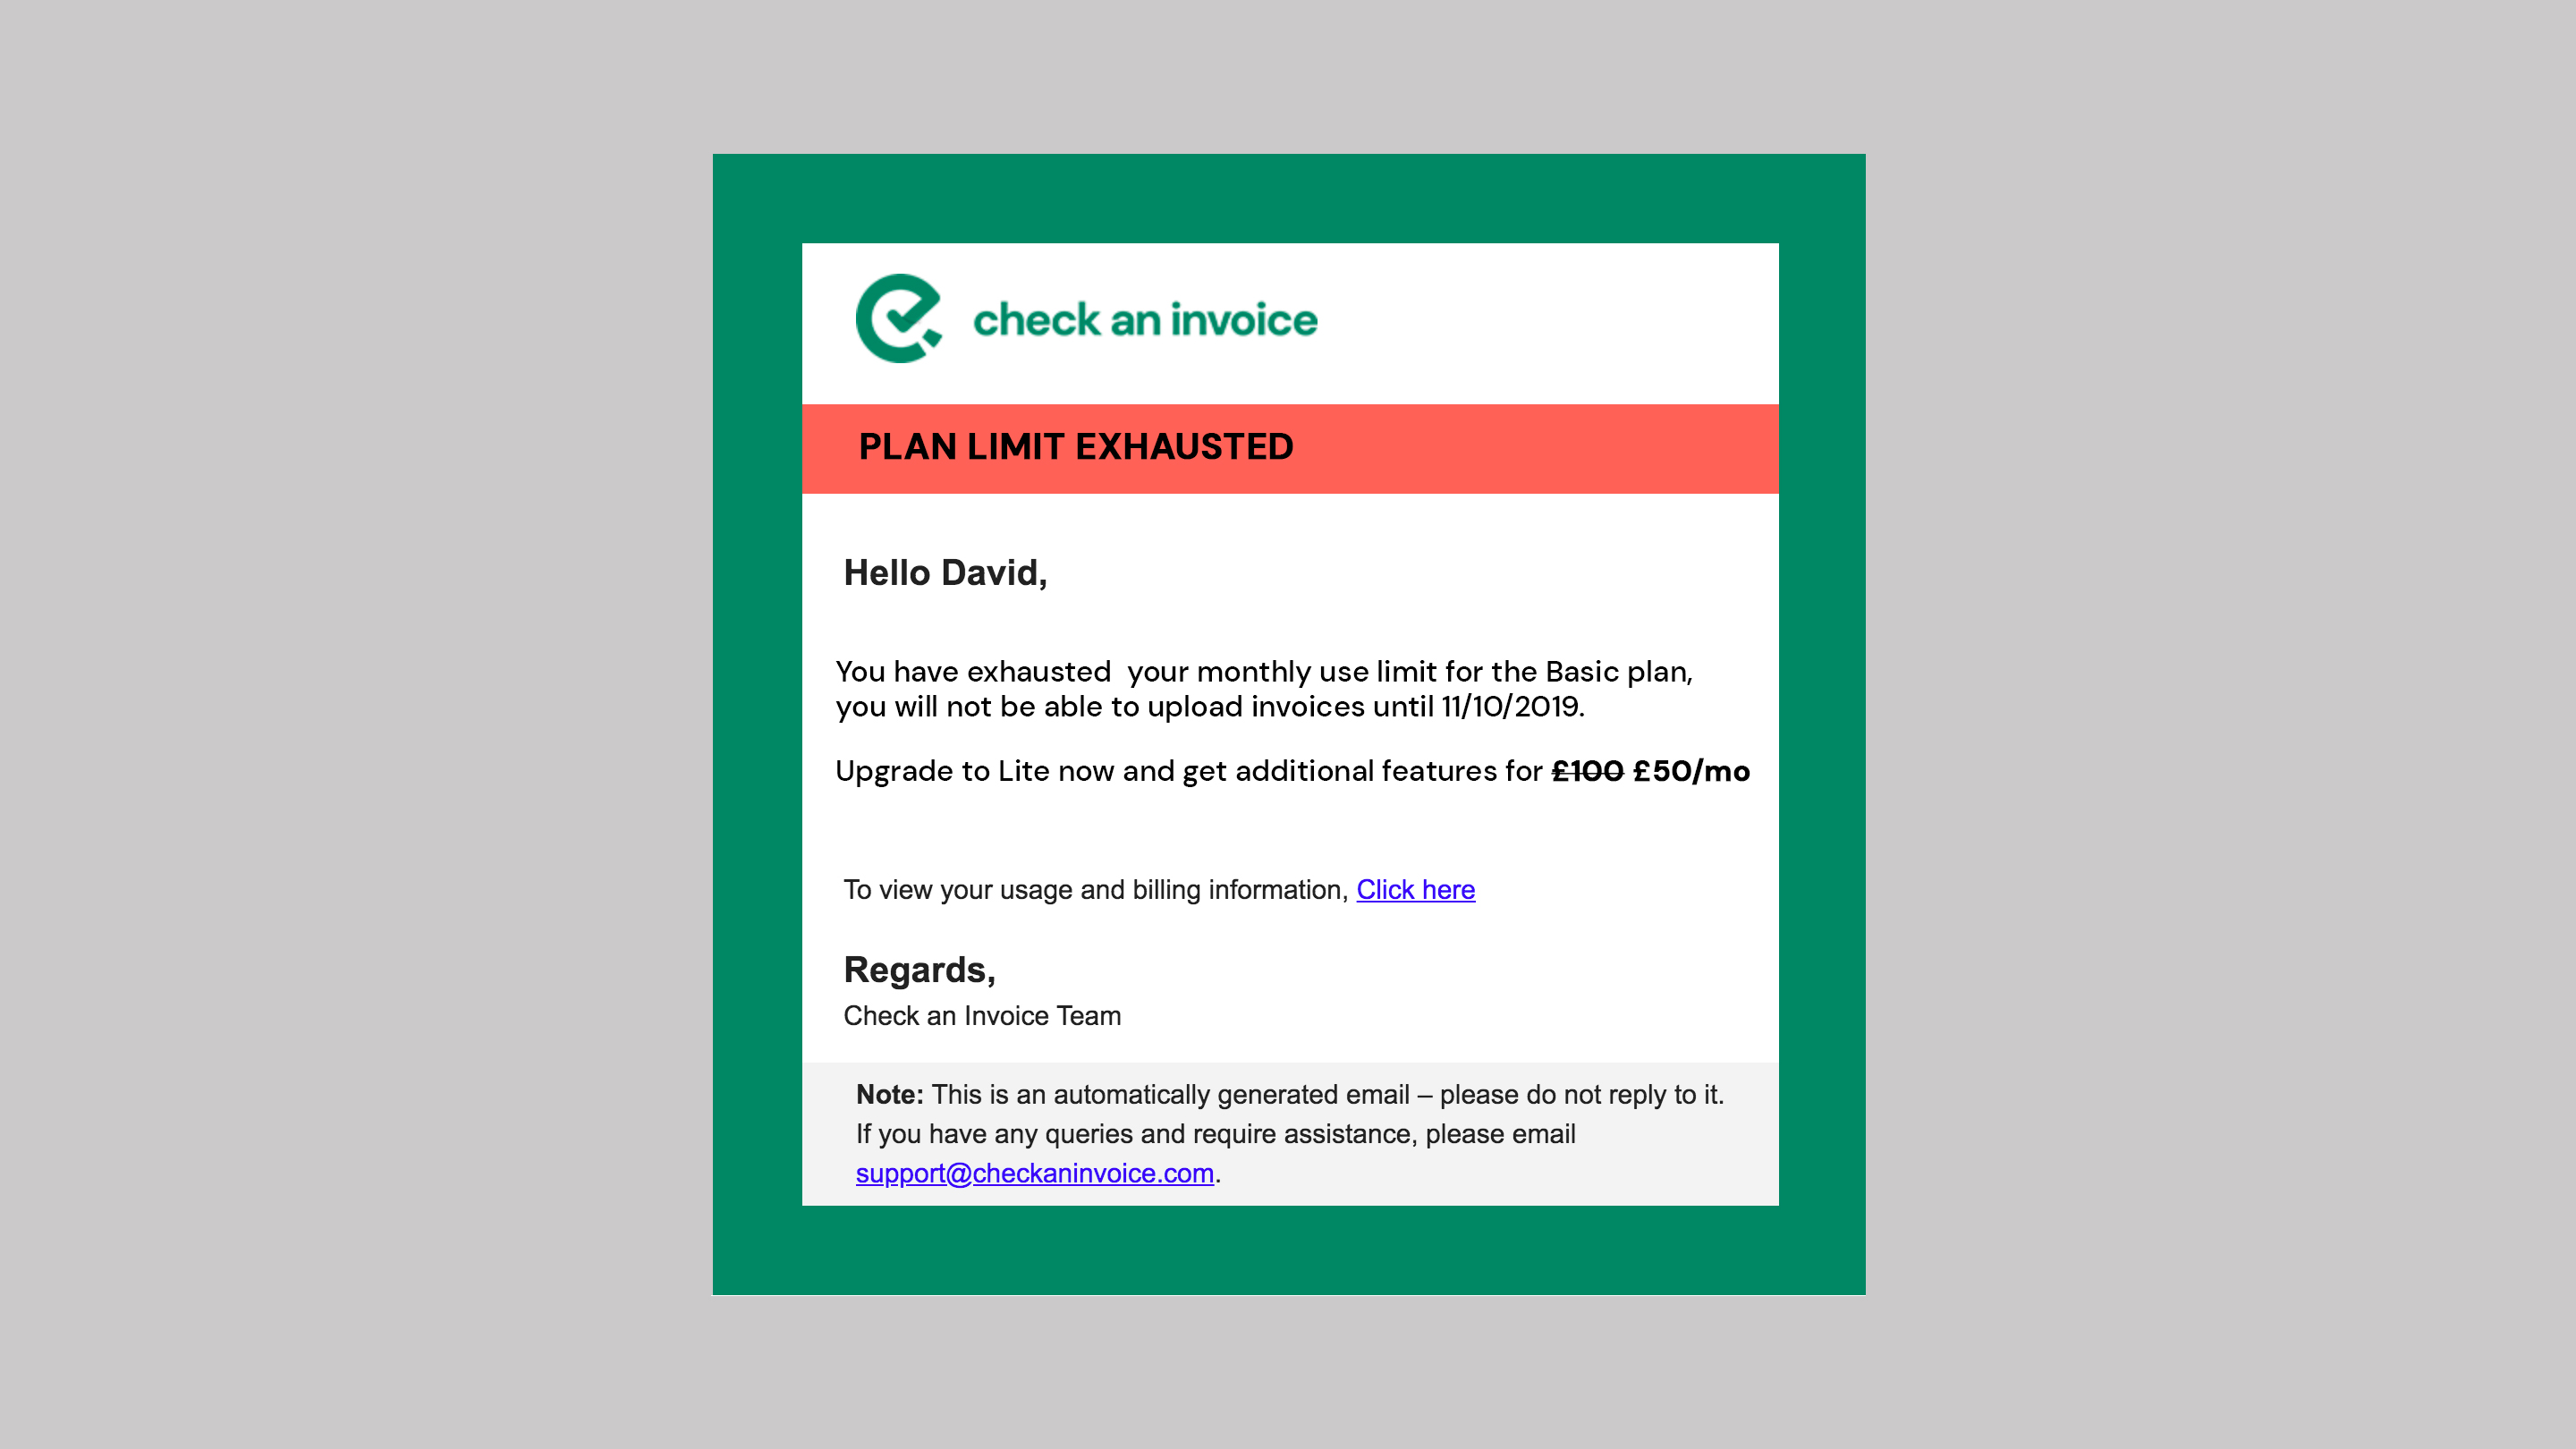 check an invoice
PLAN LIMIT EXHAUSTED
Hello David,
You have exhausted  your monthly use limit for the Basic plan,
you will not be able to upload invoices until 11/10/2019.
Upgrade to Lite now and get additional features for £100 £50/mo
To view your usage and billing information, Click here
Regards,
Check an Invoice Team
Note: This is an automatically generated email – please do not reply to it.
If you have any queries and require assistance, please email
support@checkaninvoice.com.